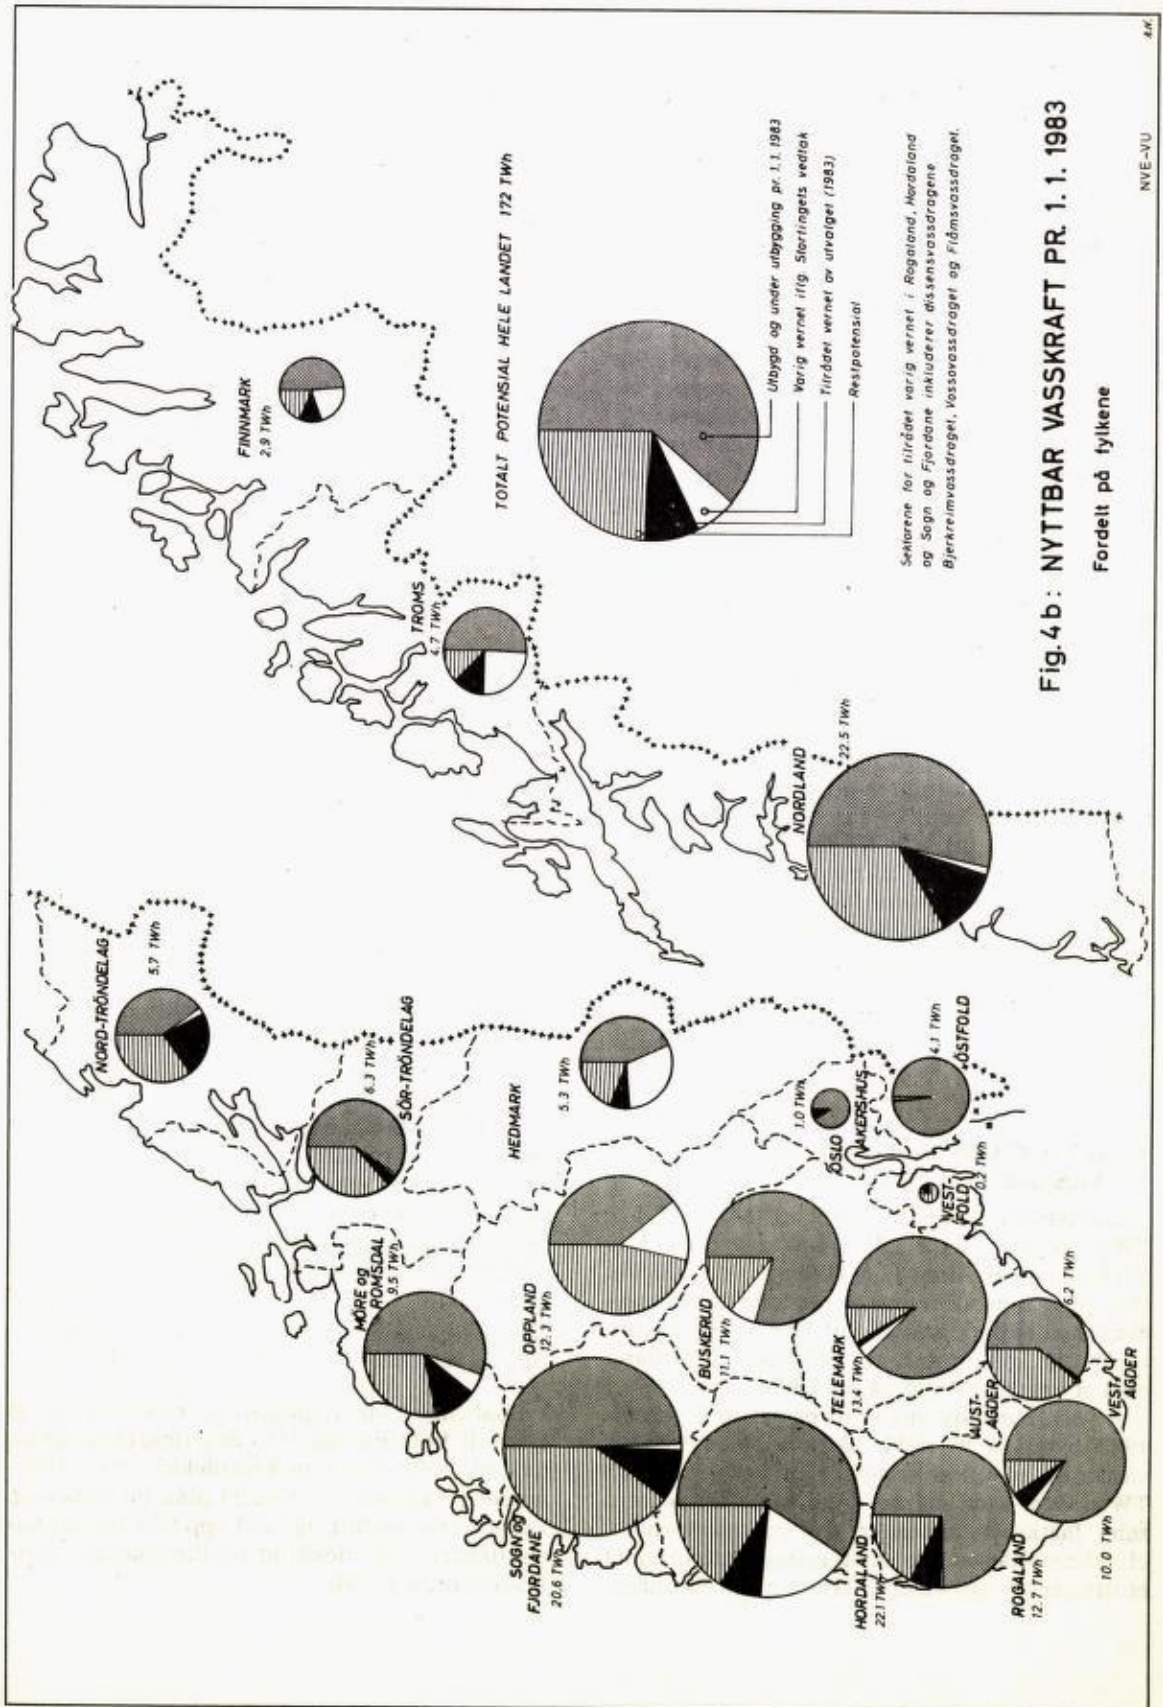 FINNMARK
2.9 TWh
TROMS
4.7 TWh
NORDLAND
22.5 TWh
NORD-TRÖNDELAG
5.7 TWh
6.3 TWh
SÖR-TRÖNDELAG
HEDMARK
5.3 TWh
MÖRE og
ROMSDAL
9.5 TWh
OPPLAND
12.3 TWh
SOGN og
FJORDANE
20.6 TWh
BUSKERUD
11.1 TWh
1.0 TWh
OSLO
AKERSHUS
4.1 TWh
ÖSTFOLD
VEST-
FOLD
0.2 TWh
TELEMARK
13.4 TWh
HORDALAND
22.1 TWh
AUST-
AGDER
6.2 TWh
VEST-
AGDER
10.0 TWh
ROGALAND
12.7 TWh
TOTALT POTENSIAL HELE LANDET 172 TWh
Utbygd og under utbygging pr. 1.1. 1983
Varig vernet iflg. Stortingets vedtak
Tilrådet vernet av utvalget (1983)
Restpotensial
Sektorene for tilrådet varig vernet i Rogaland, Hordaland
og Sogn og Fjordane inkluderer dissensvassdragene
Bjerkreimvassdraget, Vossavassdraget og Flåmsvassdraget.
Fig. 4b: NYTTBAR VASSKRAFT PR. 1. 1. 1983
Fordelt på fylkene
NVE-VU